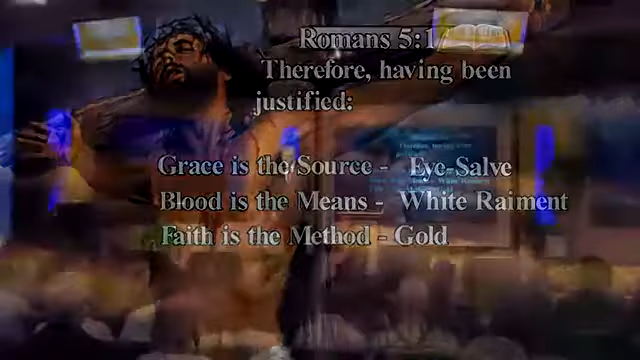 Romans 5:1
Therefore, having been
justified:
Grace is the Source - Eye-Salve
Blood is the Means - White Raiment
Faith is the Method - Gold